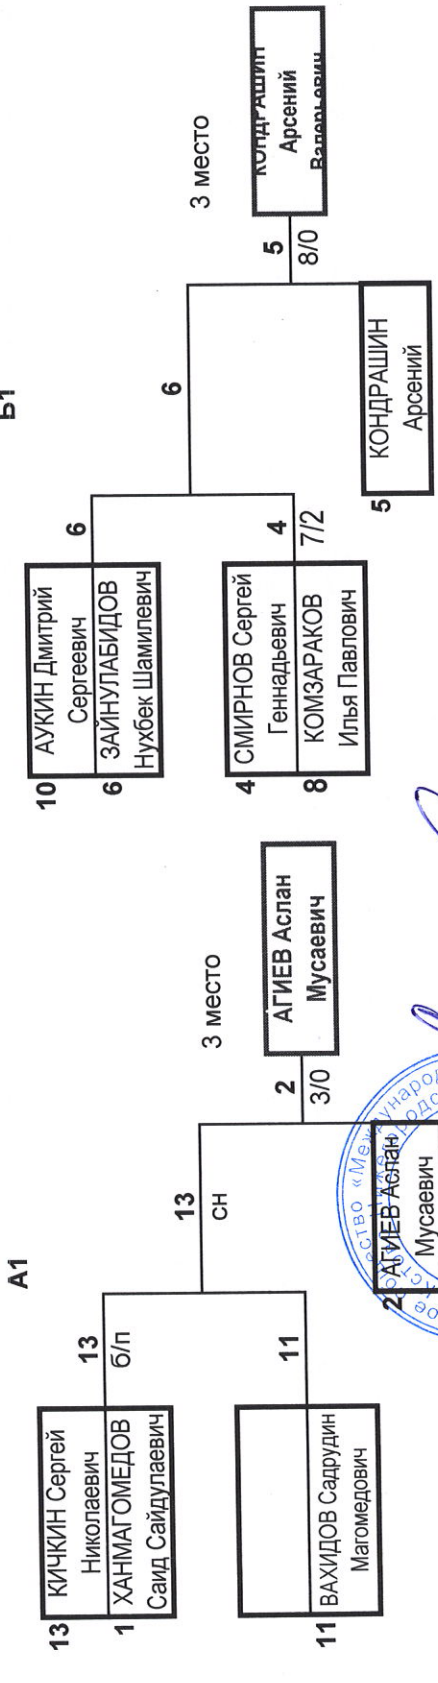 А1
13
КИЧКИН Сергей
Николаевич
1
ХАНМАГОМЕДОВ
Саид Сайдулаевич
13
б/п
11
ВАХИДОВ Садрудин
Магомедович
11
13
сн
2
АГИЕВ Аслан
Мусаевич
2
3/0
3 место
АГИЕВ Аслан
Мусаевич
Б1
10
АУКИН Дмитрий
Сергеевич
6
ЗАЙНУЛАБИДОВ
Нухбек Шамилевич
6
4
СМИРНОВ Сергей
Геннадьевич
8
КОМЗАРАКОВ
Илья Павлович
4
7/2
6
5
КОНДРАШИН
Арсений
5
8/0
3 место
КОНДРАШИН
Арсений
Валерьевич